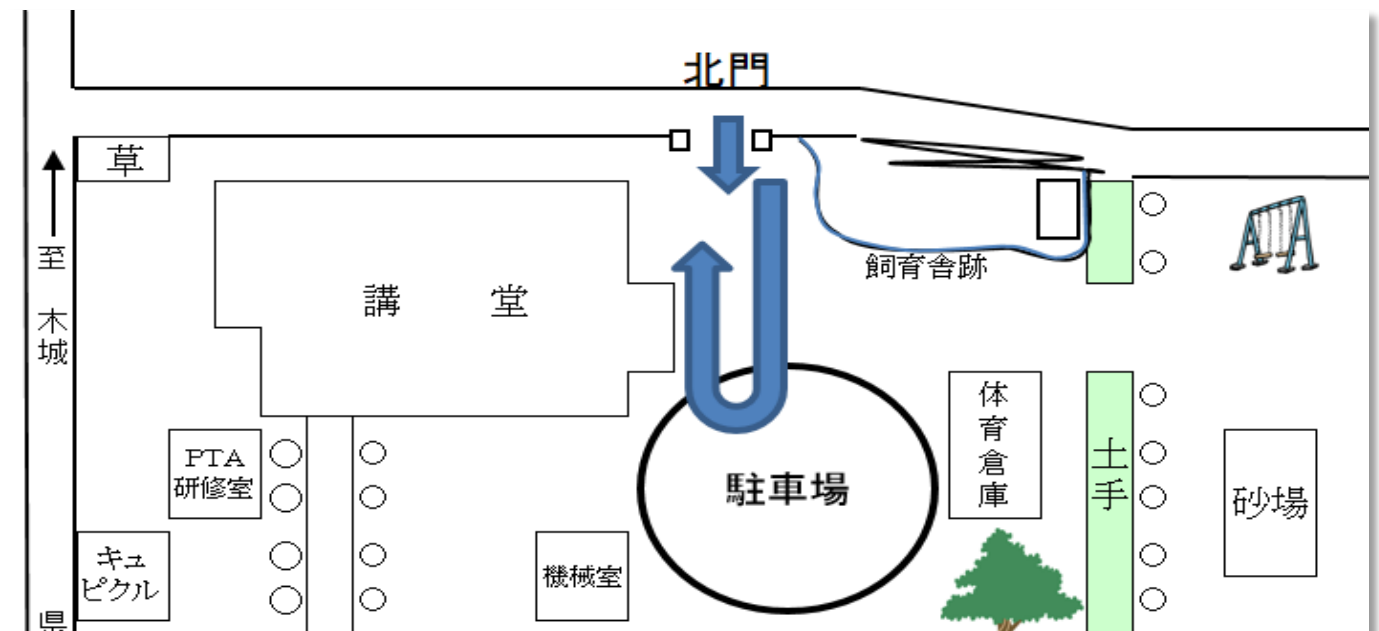 北門
草
至
木城
県
飼育舎跡
講 堂
体育倉庫
PTA
研修室
土手
駐車場
砂場
キュ
ピクル
機械室